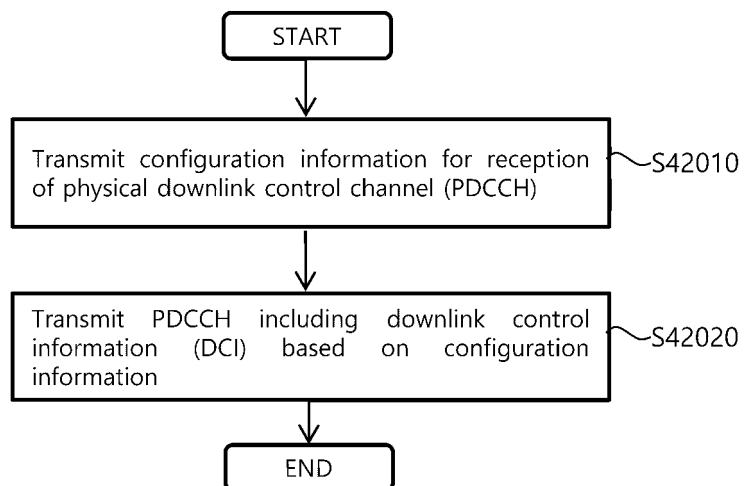 START
Transmit configuration information for reception
of physical downlink control channel (PDCCH)
S42010
Transmit PDCCH including downlink control
information (DCI) based on configuration
information
S42020
END